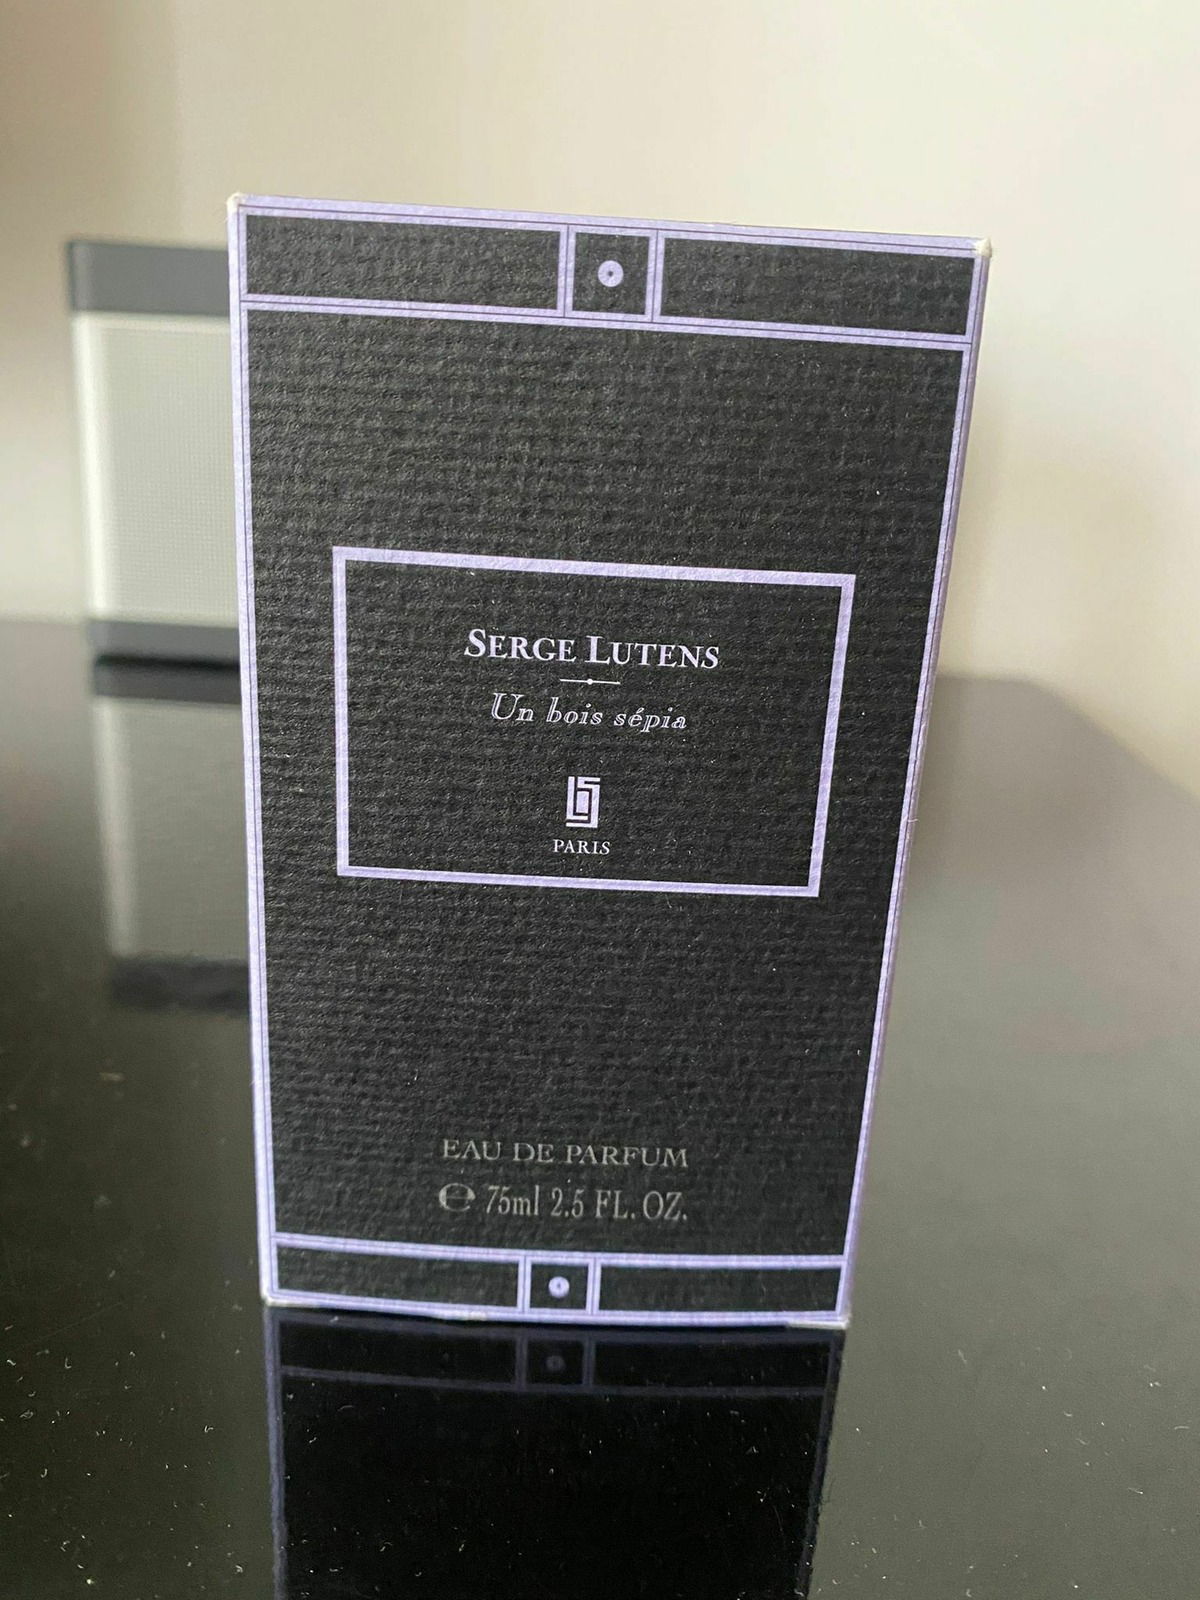 SERGE LUTENS
Un bois sépia
PARIS
EAU DE PARFUM
℮ 75ml 2.5 FL. OZ.